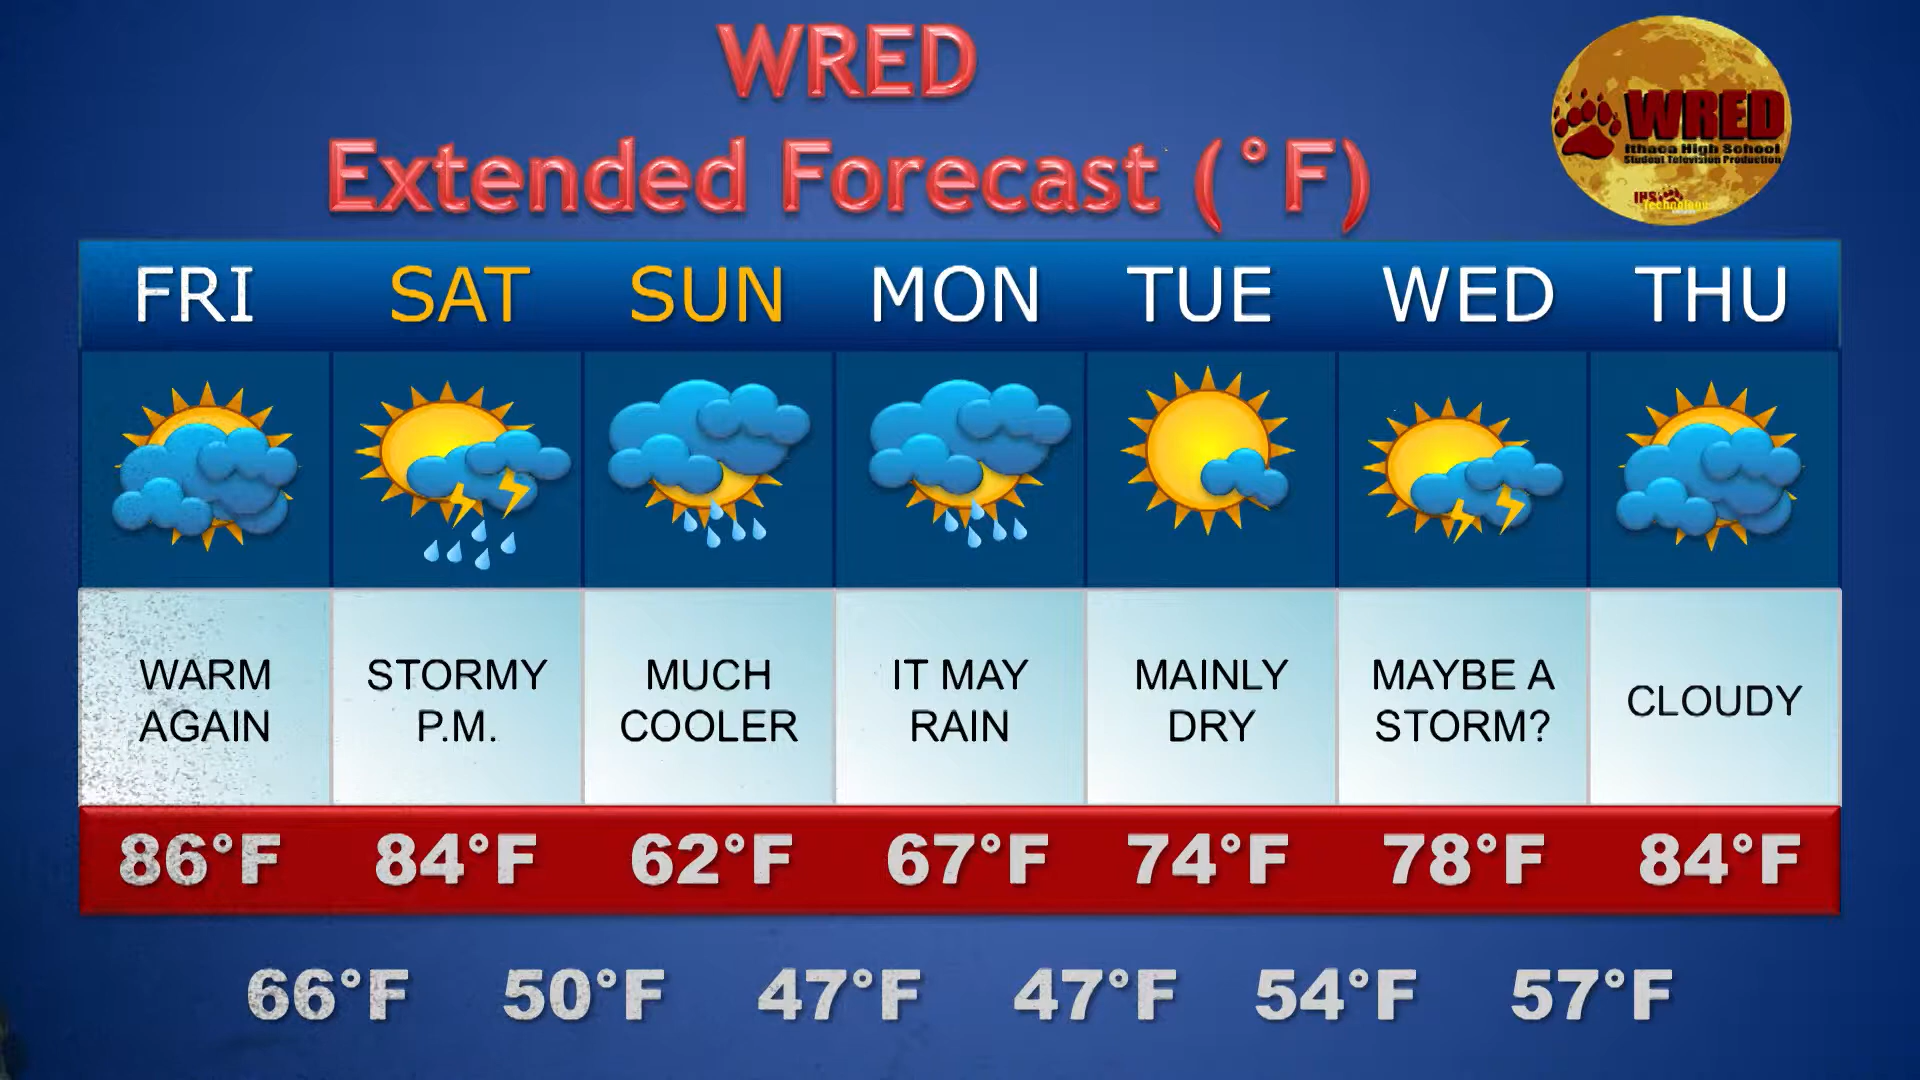 WRED
Extended Forecast (°F)
WRED
Ithaca High School
Student Television Production
IHS
Technology
FRI SAT SUN MON TUE WED THU
WARM AGAIN
STORMY P.M.
MUCH COOLER
IT MAY RAIN
MAINLY DRY
MAYBE A STORM?
CLOUDY
86°F 84°F 62°F 67°F 74°F 78°F 84°F
66°F 50°F 47°F 47°F 54°F 57°F